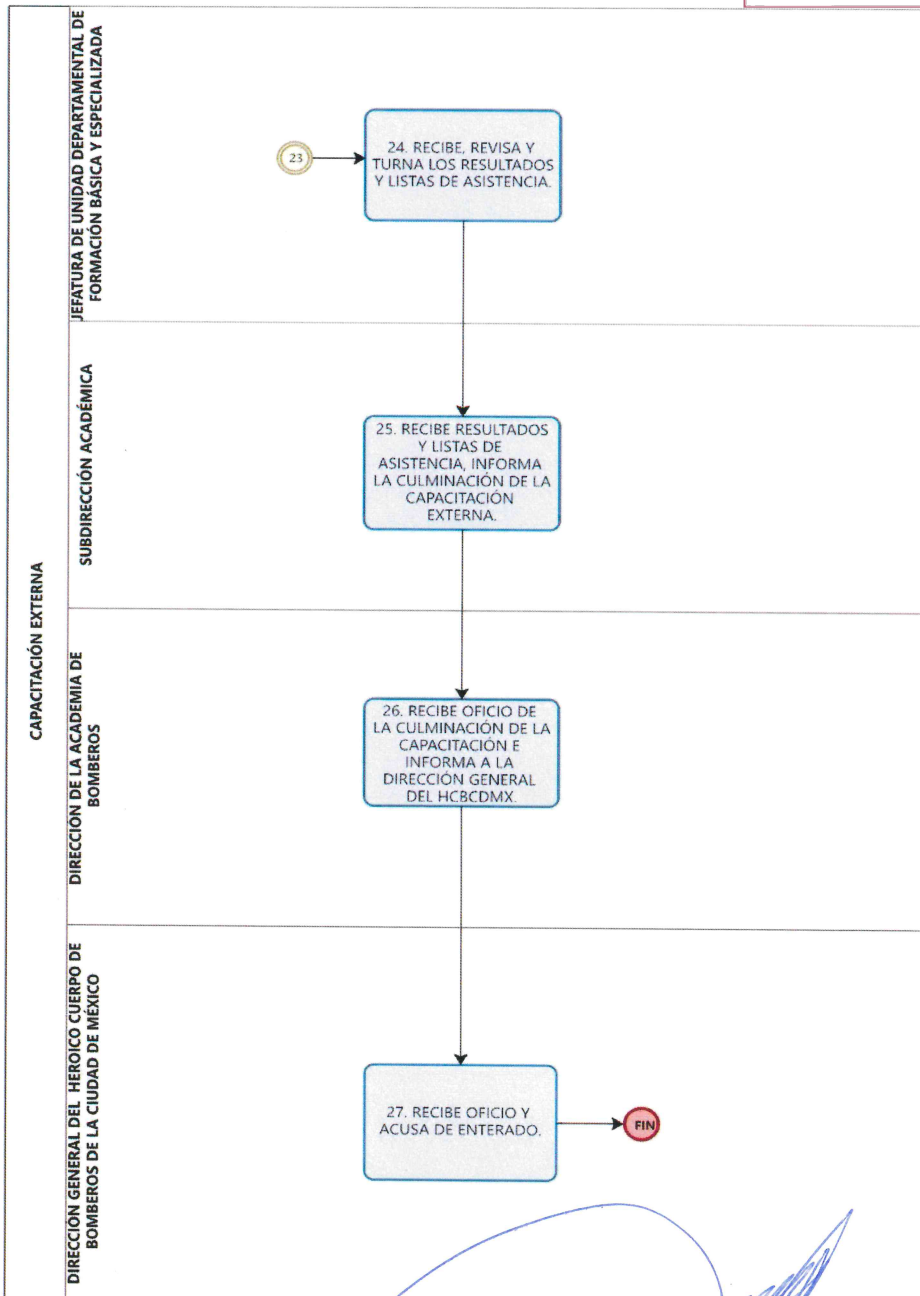 CAPACITACIÓN EXTERNA
JEFATURA DE UNIDAD DEPARTAMENTAL DE
FORMACIÓN BÁSICA Y ESPECIALIZADA
23
24. RECIBE, REVISA Y
TURNA LOS RESULTADOS
Y LISTAS DE ASISTENCIA.
SUBDIRECCIÓN ACADÉMICA
25. RECIBE RESULTADOS
Y LISTAS DE
ASISTENCIA, INFORMA
LA CULMINACIÓN DE LA
CAPACITACIÓN
EXTERNA.
DIRECCIÓN DE LA ACADEMIA DE
BOMBEROS
26. RECIBE OFICIO DE
LA CULMINACIÓN DE LA
CAPACITACIÓN E
INFORMA A LA
DIRECCIÓN GENERAL
DEL HCBCDMX.
DIRECCIÓN GENERAL DEL HEROICO CUERPO DE
BOMBEROS DE LA CIUDAD DE MÉXICO
27. RECIBE OFICIO Y
ACUSA DE ENTERADO.
FIN